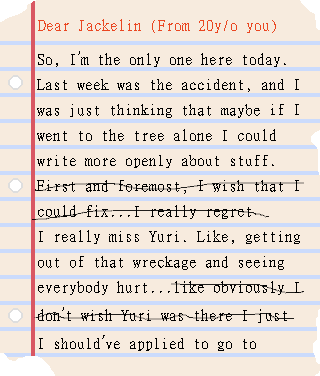 Dear Jackelin (From 20y/o you)
So, I'm the only one here today.
Last week was the accident, and I
was just thinking that maybe if I
went to the tree alone I could
write more openly about stuff.
First and foremost, I wish that I
could fix...I really regret
I really miss Yuri. Like, getting
out of that wreckage and seeing
everybody hurt...like obviously I
don't wish Yuri was there I just
I should've applied to go to